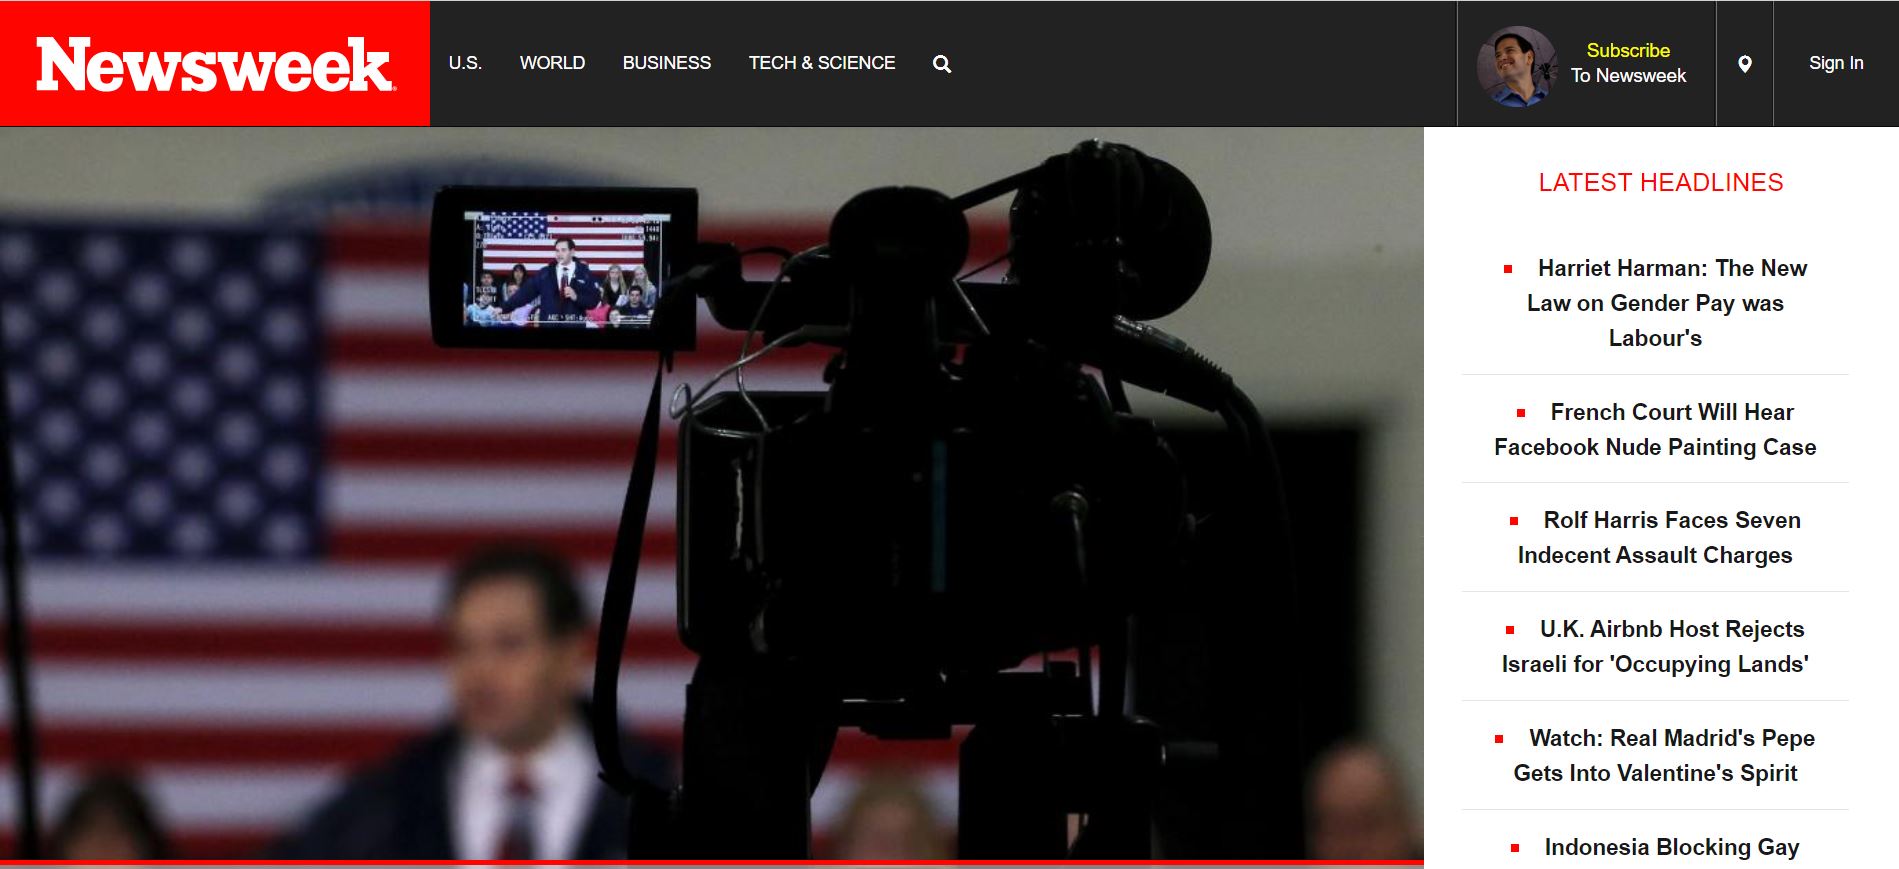 Newsweek
U.S.
WORLD
BUSINESS
TECH & SCIENCE
Subscribe
To Newsweek
Sign In
LATEST HEADLINES
Harriet Harman: The New
Law on Gender Pay was
Labour's
French Court Will Hear
Facebook Nude Painting Case
Rolf Harris Faces Seven
Indecent Assault Charges
U.K. Airbnb Host Rejects
Israeli for 'Occupying Lands'
Watch: Real Madrid's Pepe
Gets Into Valentine's Spirit
Indonesia Blocking Gay